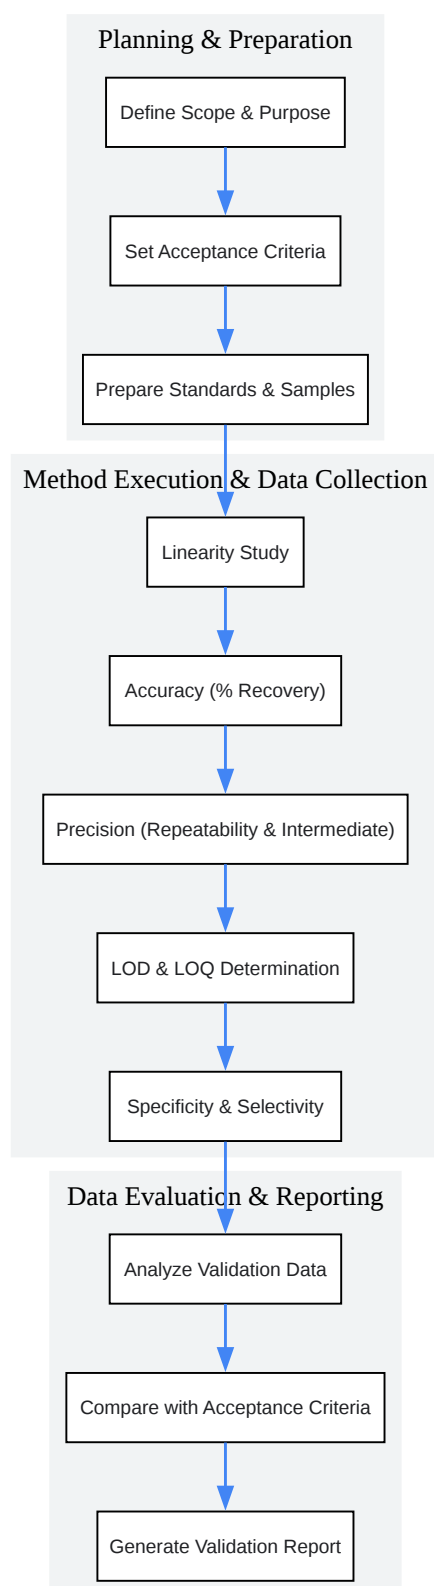 Planning & Preparation
Define Scope & Purpose
Set Acceptance Criteria
Prepare Standards & Samples
Method Execution & Data Collection
Linearity Study
Accuracy (% Recovery)
Precision (Repeatability & Intermediate)
LOD & LOQ Determination
Specificity & Selectivity
Data Evaluation & Reporting
Analyze Validation Data
Compare with Acceptance Criteria
Generate Validation Report